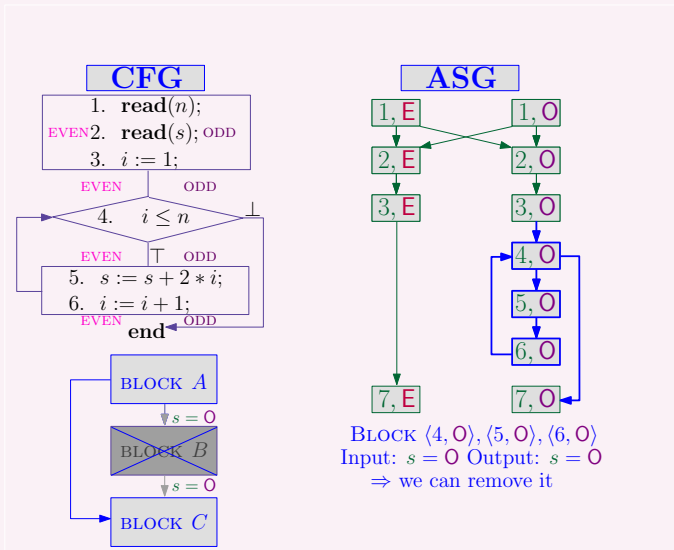 CFG
1. read(n);
EVEN 2. read(s); ODD
3. i := 1;
EVEN ODD
4. i ≤ n ⊥
EVEN ⊤ ODD
5. s := s + 2 ∗ i;
6. i := i + 1;
EVEN ODD
end
BLOCK A
s = O
BLOCK B
s = O
BLOCK C
ASG
1, E 1, O
2, E 2, O
3, E 3, O
4, O
5, O
6, O
7, E 7, O
BLOCK ⟨4, O⟩, ⟨5, O⟩, ⟨6, O⟩
Input: s = O Output: s = O
⇒ we can remove it